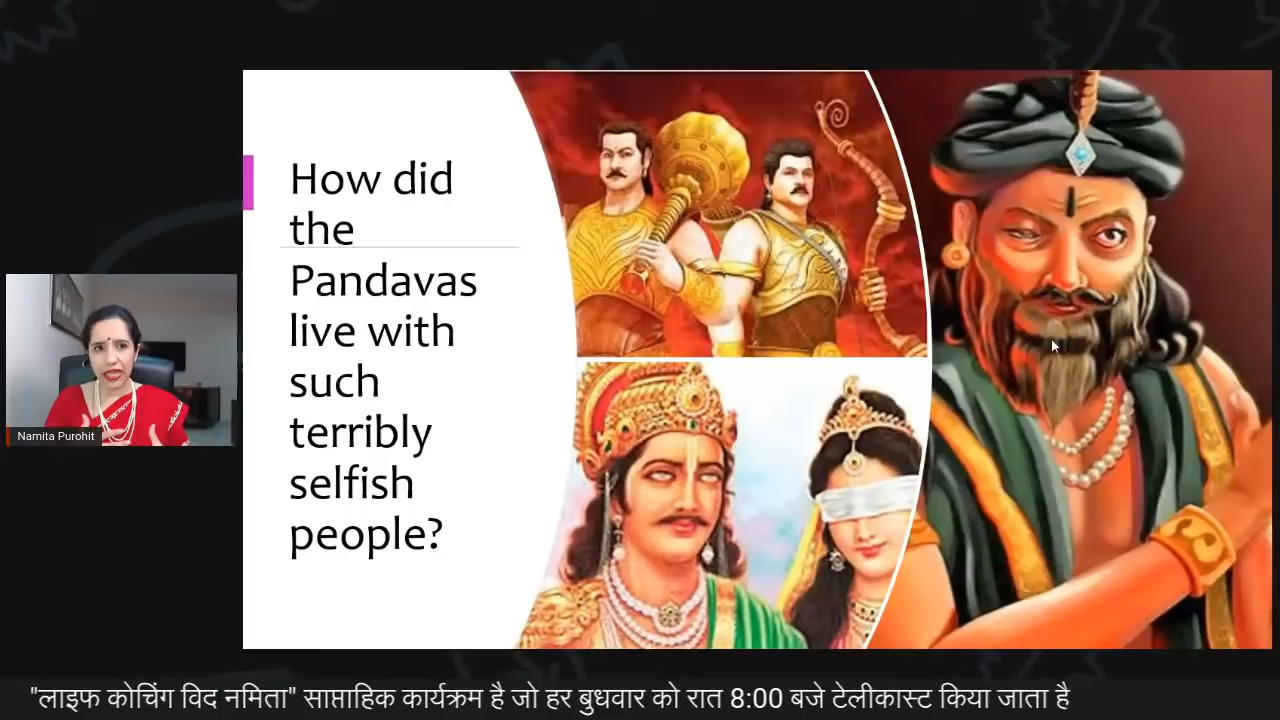 How did
the
Pandavas
live with
such
terribly
selfish
people?
Namita Purohit
"लाइफ कोचिंग विद नमिता" साप्ताहिक कार्यक्रम है जो हर बुधवार को रात 8:00 बजे टेलीकास्ट किया जाता है